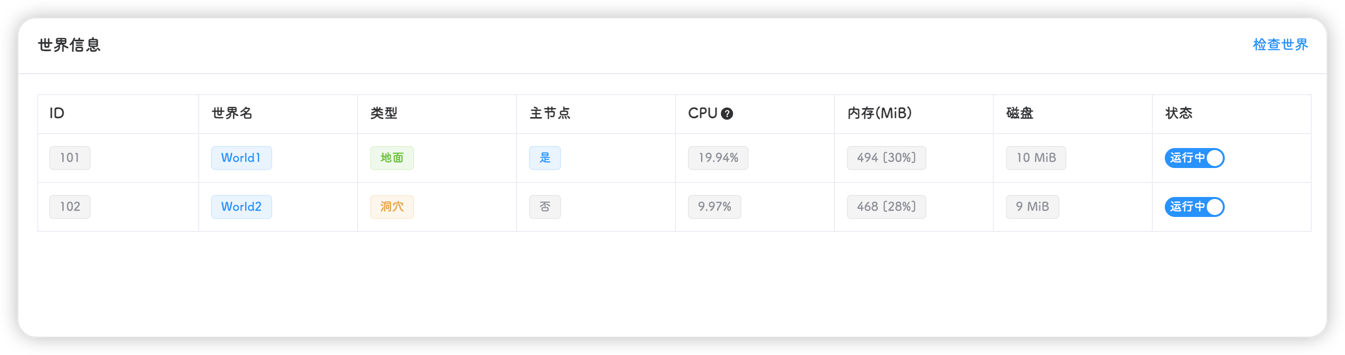 世界信息 检查世界
ID 世界名 类型 主节点 CPU ? 内存(MiB) 磁盘 状态
101 World1 地面 是 19.94% 494 [30%] 10 MiB 运行中
102 World2 洞穴 否 9.97% 468 [28%] 9 MiB 运行中